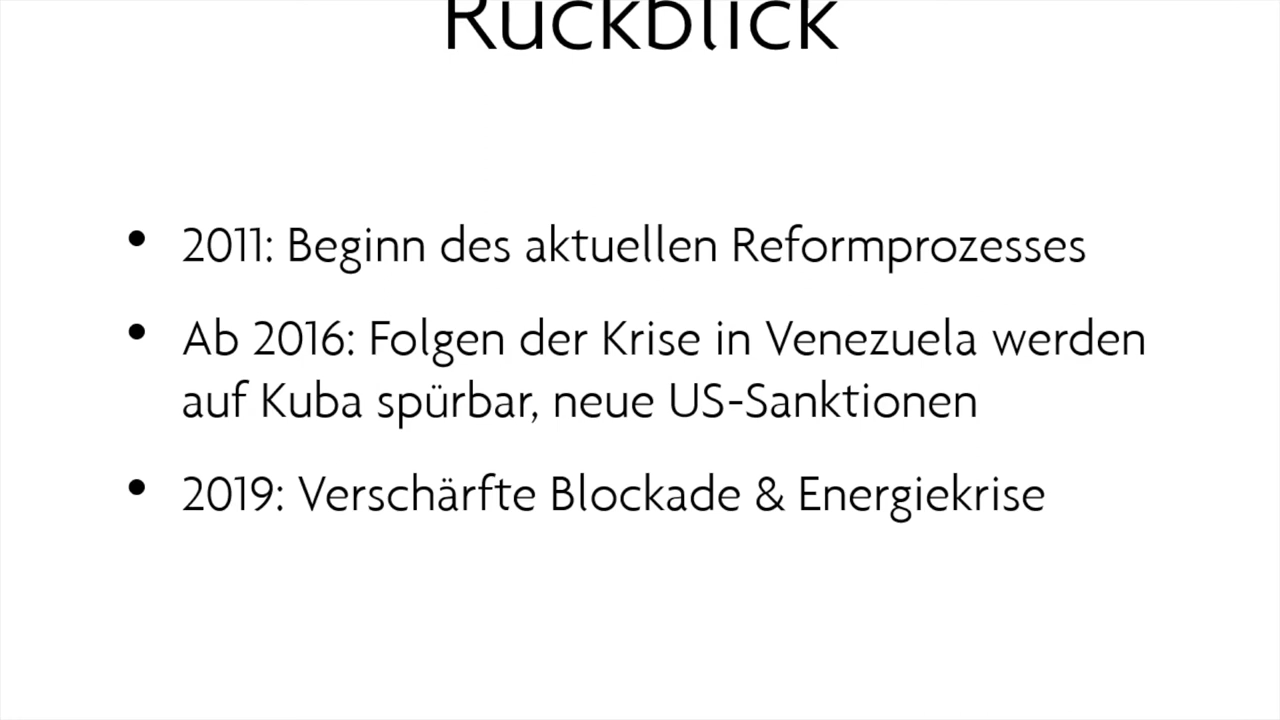 Rückblick
• 2011: Beginn des aktuellen Reformprozesses
• Ab 2016: Folgen der Krise in Venezuela werden
auf Kuba spürbar, neue US-Sanktionen
• 2019: Verschärfte Blockade & Energiekrise